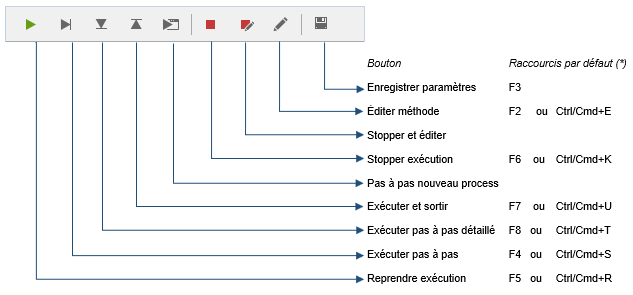 Bouton Raccourcis par défaut (*)
Enregistrer paramètres F3
Éditer méthode F2 ou Ctrl/Cmd+E
Stopper et éditer
Stopper exécution F6 ou Ctrl/Cmd+K
Pas à pas nouveau process
Exécuter et sortir F7 ou Ctrl/Cmd+U
Exécuter pas à pas détaillé F8 ou Ctrl/Cmd+T
Exécuter pas à pas F4 ou Ctrl/Cmd+S
Reprendre exécution F5 ou Ctrl/Cmd+R